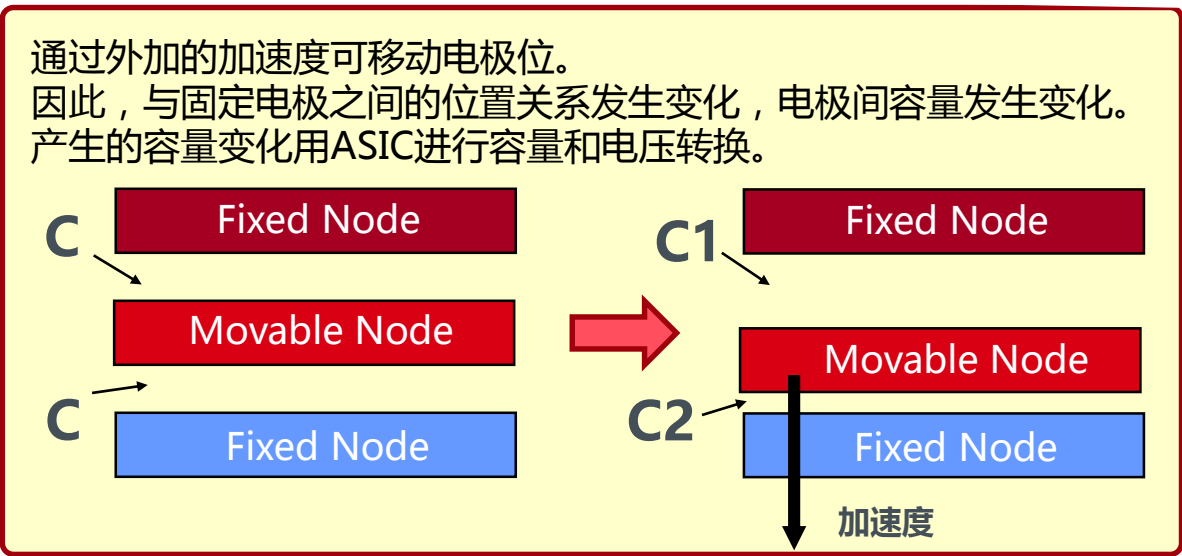 通过外加的加速度可移动电极位。
因此，与固定电极之间的位置关系发生变化，电极间容量发生变化。
产生的容量变化用ASIC进行容量和电压转换。
C
Fixed Node
Movable Node
C
Fixed Node
C1
Fixed Node
Movable Node
C2
Fixed Node
加速度